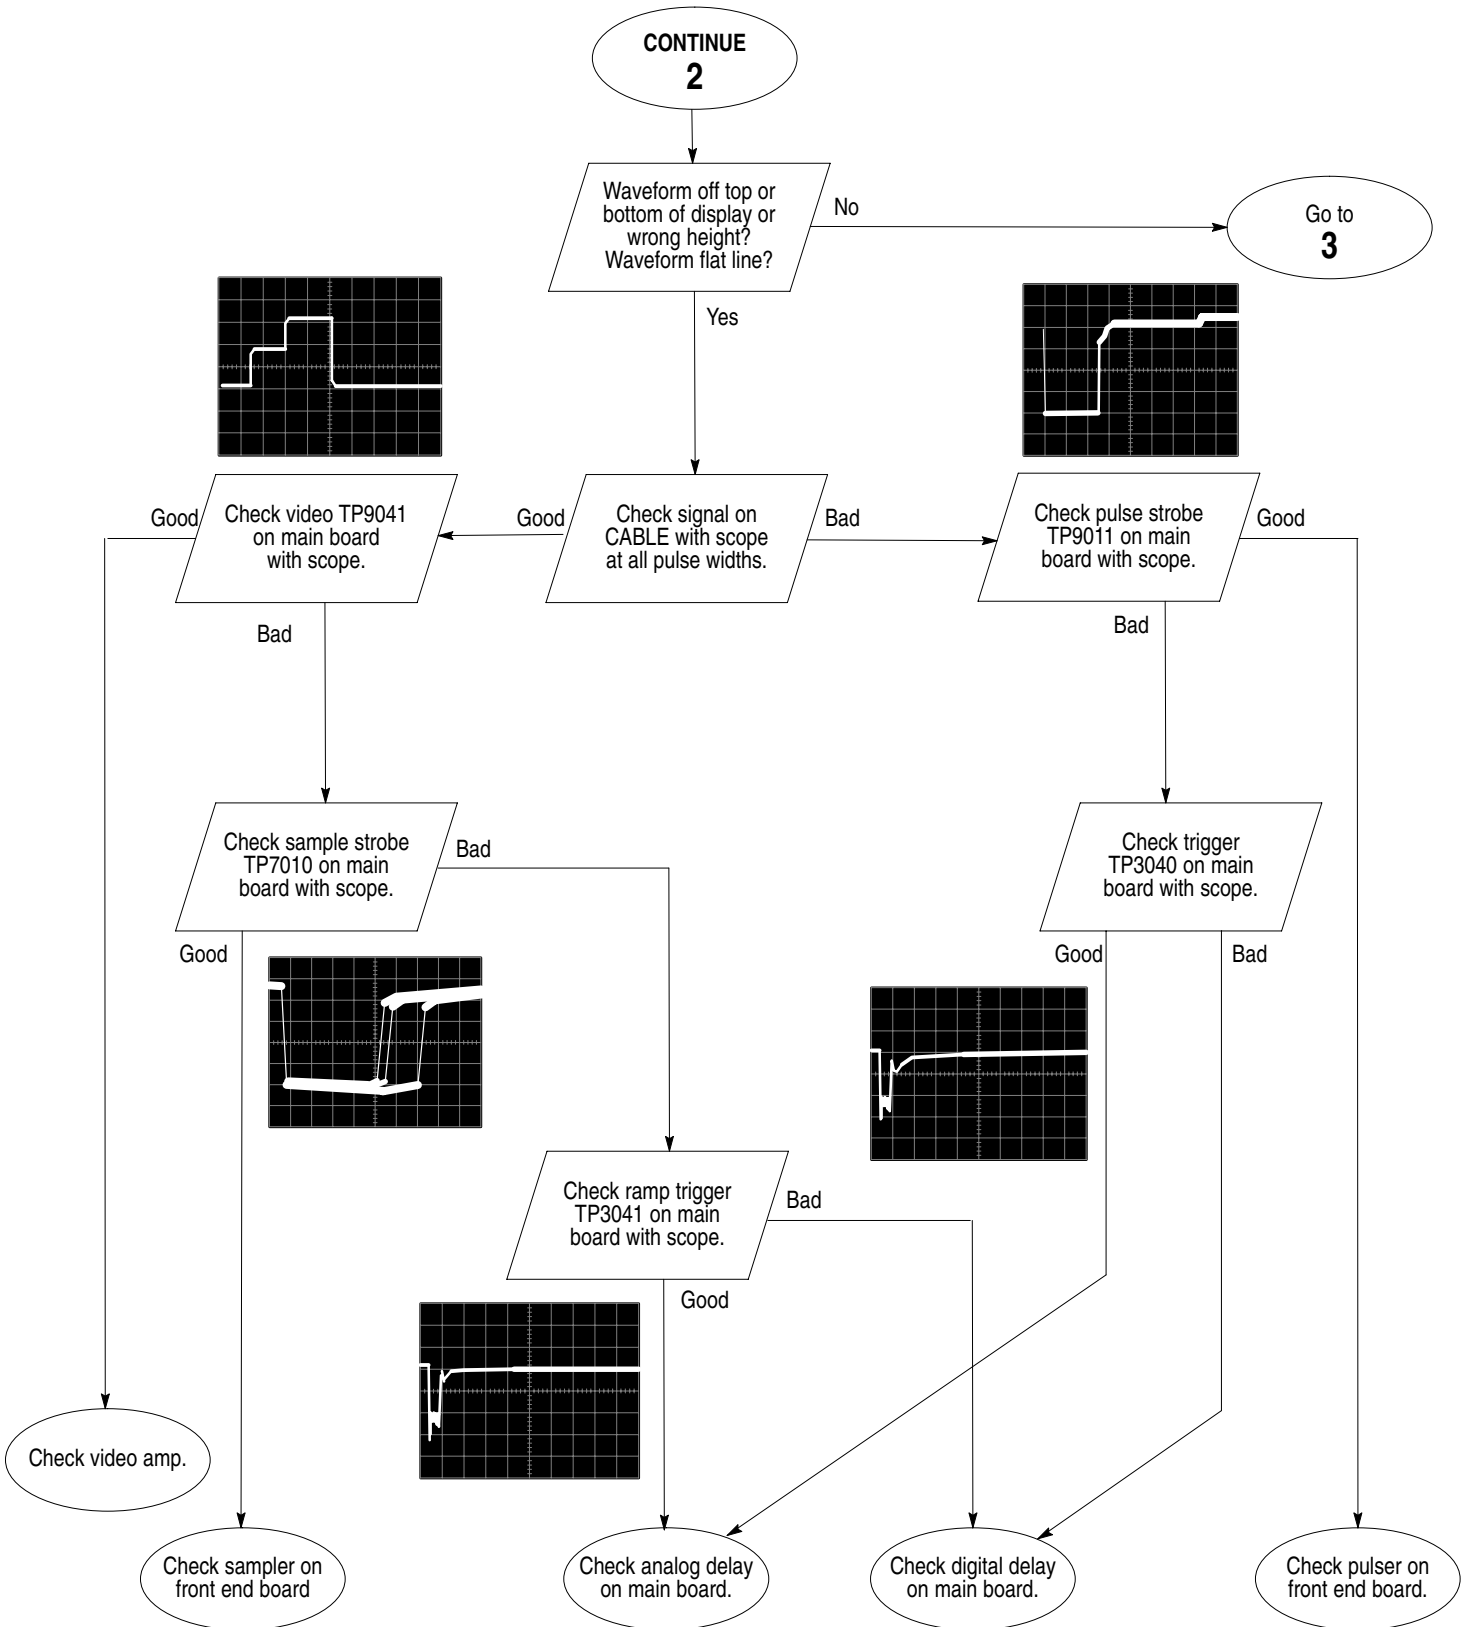 CONTINUE
2
Waveform off top or
bottom of display or
wrong height?
Waveform flat line?
No
Go to
3
Yes
Good
Check video TP9041
on main board
with scope.
Good
Check signal on
CABLE with scope
at all pulse widths.
Bad
Check pulse strobe
TP9011 on main
board with scope.
Good
Bad
Bad
Check sample strobe
TP7010 on main
board with scope.
Bad
Check trigger
TP3040 on main
board with scope.
Good
Good
Bad
Check ramp trigger
TP3041 on main
board with scope.
Bad
Good
Check video amp.
Check sampler on
front end board
Check analog delay
on main board.
Check digital delay
on main board.
Check pulser on
front end board.